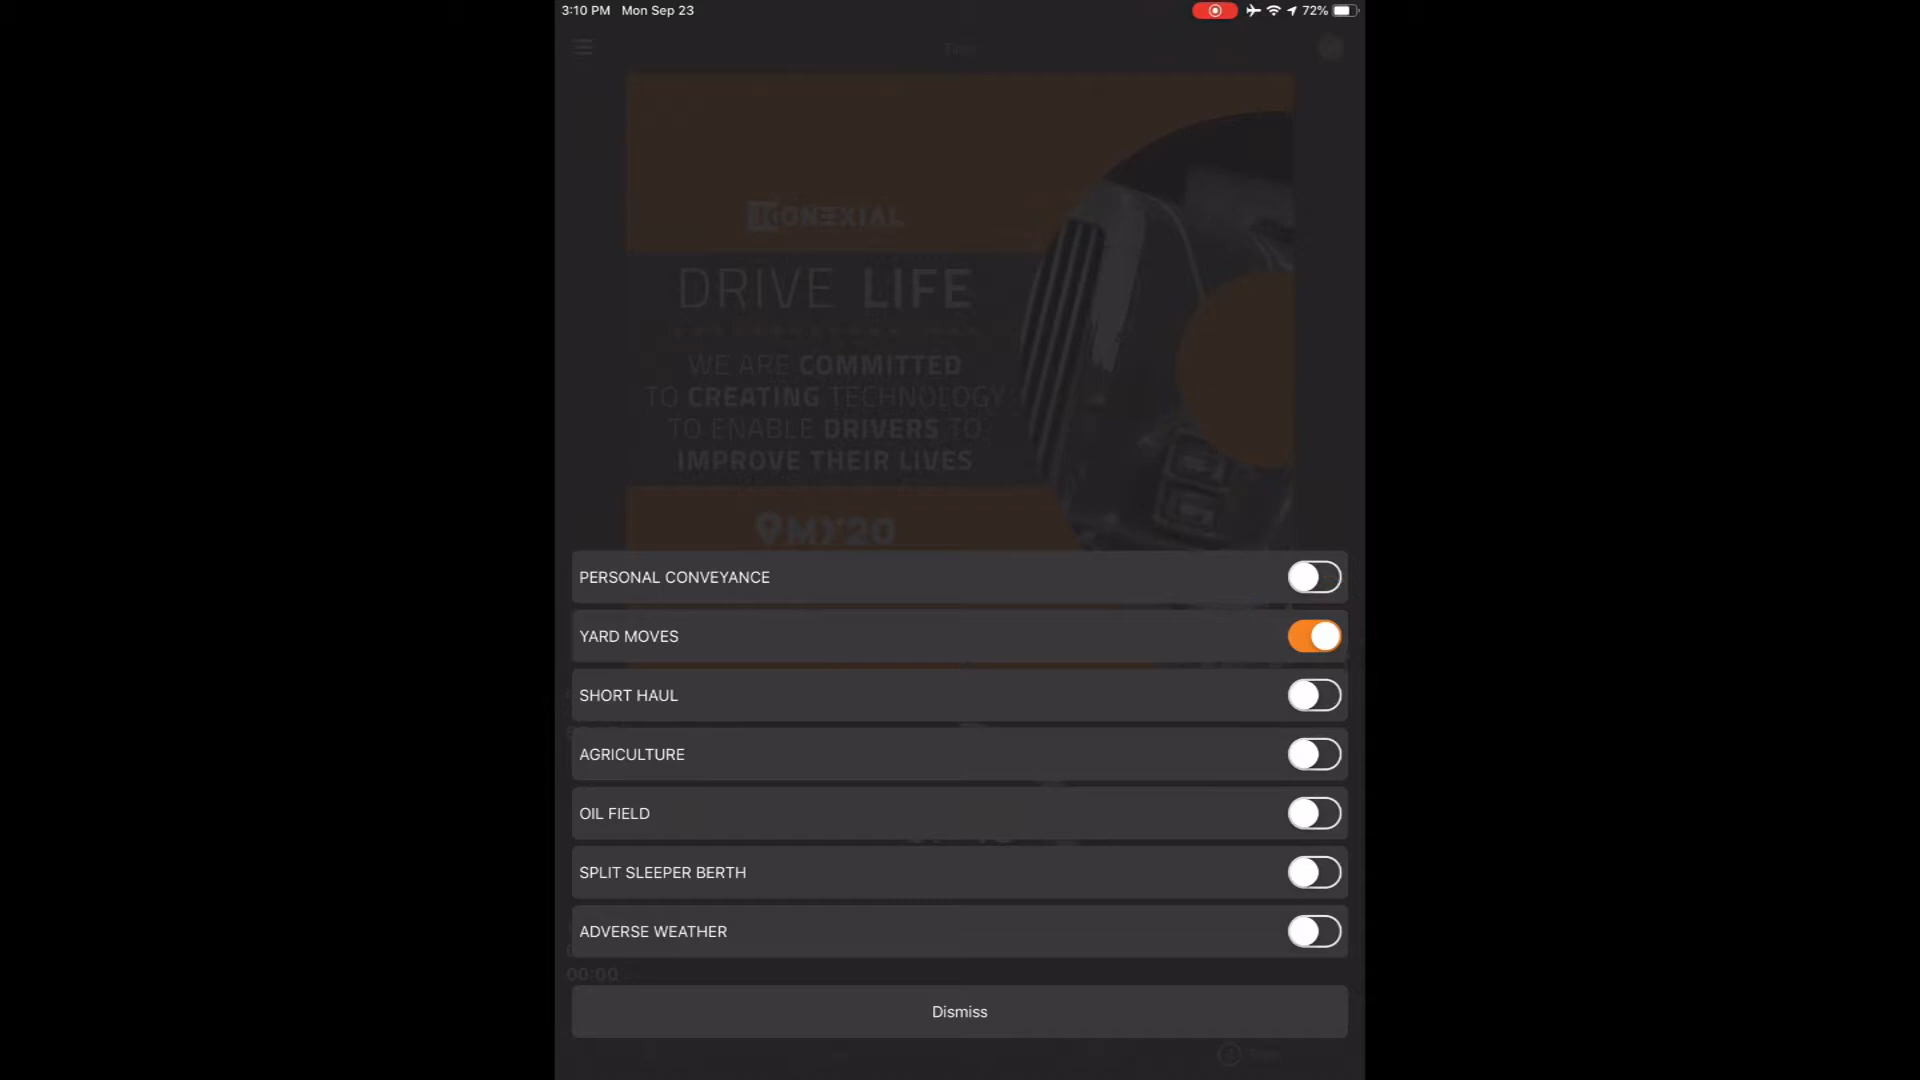 3:10 PM Mon Sep 23
72%
Time
KONEXIAL
DRIVE LIFE
WE ARE COMMITTED
TO CREATING TECHNOLOGY
TO ENABLE DRIVERS TO
IMPROVE THEIR LIVES
MY20
PERSONAL CONVEYANCE
YARD MOVES
SHORT HAUL
AGRICULTURE
OIL FIELD
SPLIT SLEEPER BERTH
ADVERSE WEATHER
00:00
Dismiss